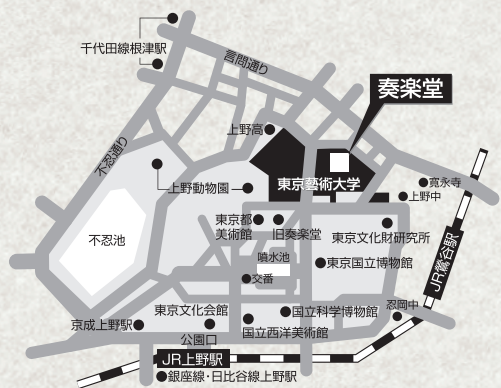 千代田線根津駅
言問通り
奏楽堂
上野高
不忍通り
上野動物園
東京藝術大学
寛永寺
上野中
東京都
美術館
旧奏楽堂
東京文化財研究所
不忍池
噴水池
東京国立博物館
JR鶯谷駅
交番
東京文化会館
国立科学博物館
忍岡中
京成上野駅
公園口
国立西洋美術館
JR上野駅
銀座線・日比谷線上野駅